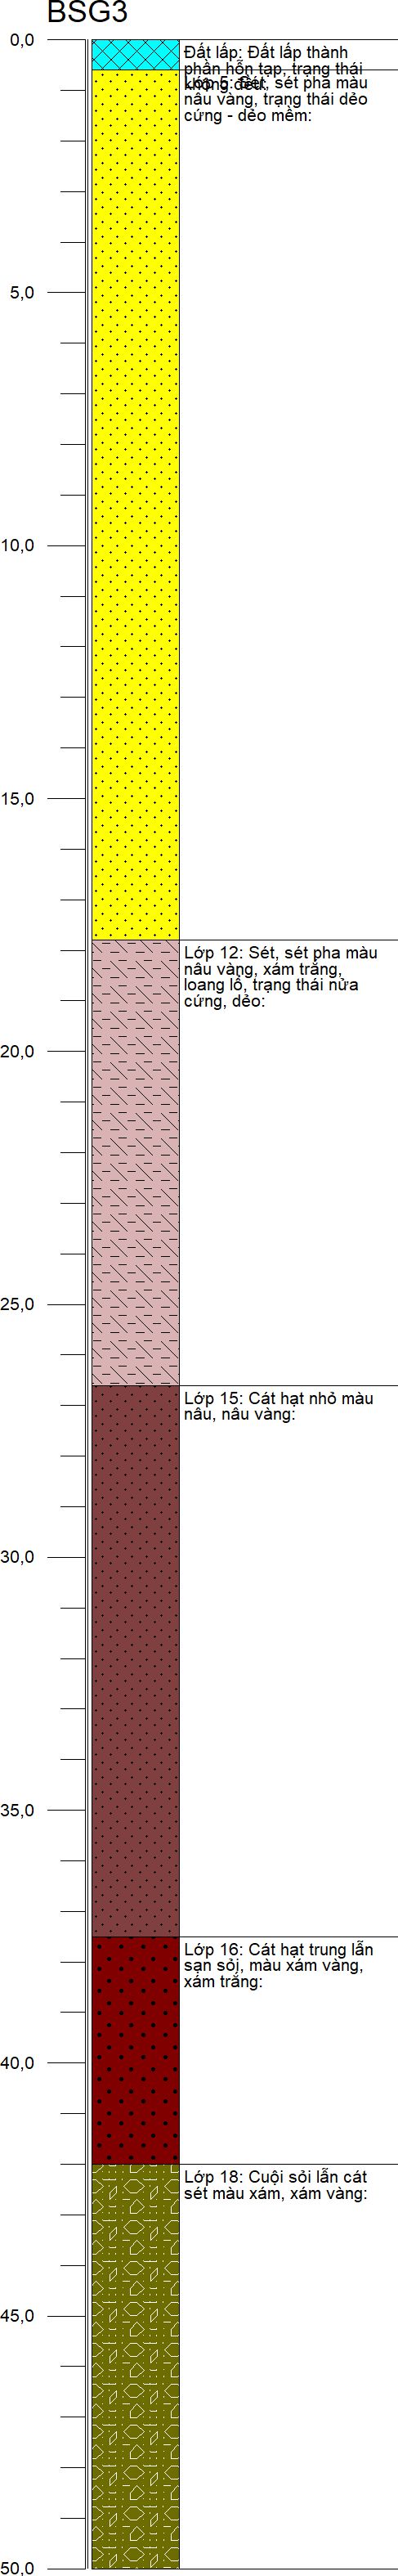 BSG3
0,0
Đất lấp: Đất lấp thành
phần hỗn tạp, trạng thái
không đều:
Lớp 5: Sét, sét pha màu
nâu vàng, trạng thái dẻo
cứng - dẻo mềm:
5,0
10,0
15,0
Lớp 12: Sét, sét pha màu
nâu vàng, xám trắng,
loang lổ, trạng thái nửa
cứng, dẻo:
20,0
25,0
Lớp 15: Cát hạt nhỏ màu
nâu, nâu vàng:
30,0
35,0
Lớp 16: Cát hạt trung lẫn
sạn sỏi, màu xám vàng,
xám trắng:
40,0
Lớp 18: Cuội sỏi lẫn cát
sét màu xám, xám vàng:
45,0
50,0